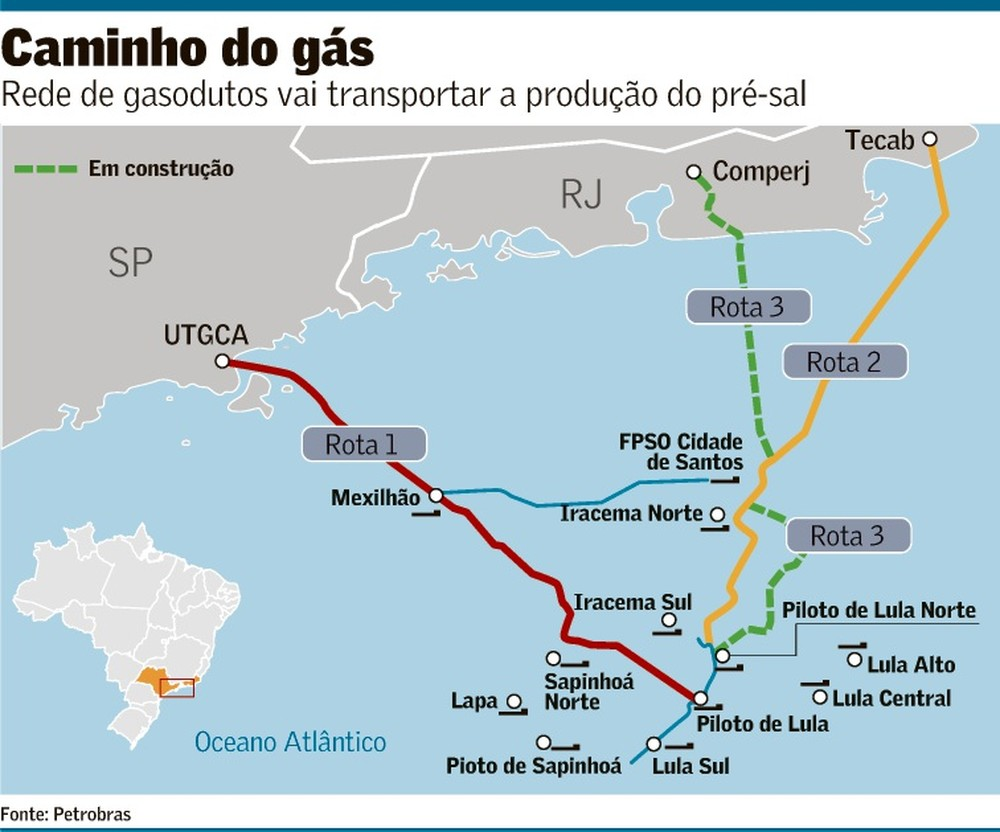 Caminho do gás
Rede de gasodutos vai transportar a produção do pré-sal
Em construção
Tecab
Comperj
RJ
SP
Rota 3
UTGCA
Rota 2
Rota 1
FPSO Cidade
de Santos
Mexilhão
Iracema Norte
Rota 3
Iracema Sul
Piloto de Lula Norte
Lula Alto
Sapinhoá
Norte
Lapa
Lula Central
Piloto de Lula
Oceano Atlântico
Pioto de Sapinhoá
Lula Sul
Fonte: Petrobras